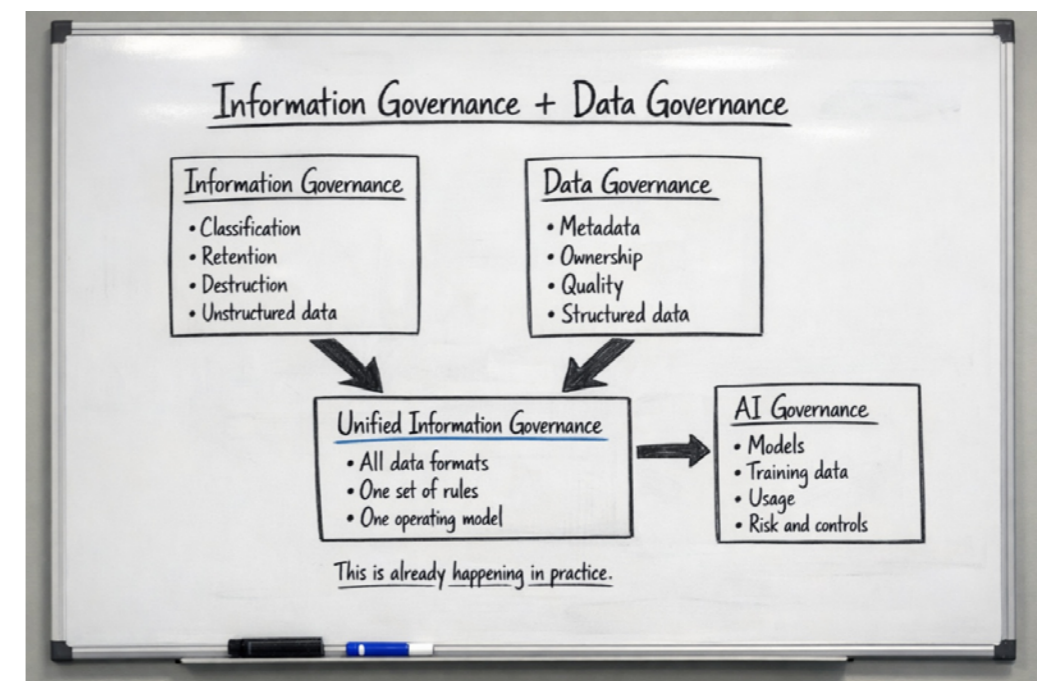 Information Governance + Data Governance
Information Governance
• Classification
• Retention
• Destruction
• Unstructured data
Data Governance
• Metadata
• Ownership
• Quality
• Structured data
Unified Information Governance
• All data formats
• One set of rules
• One operating model
AI Governance
• Models
• Training data
• Usage
• Risk and controls
This is already happening in practice.